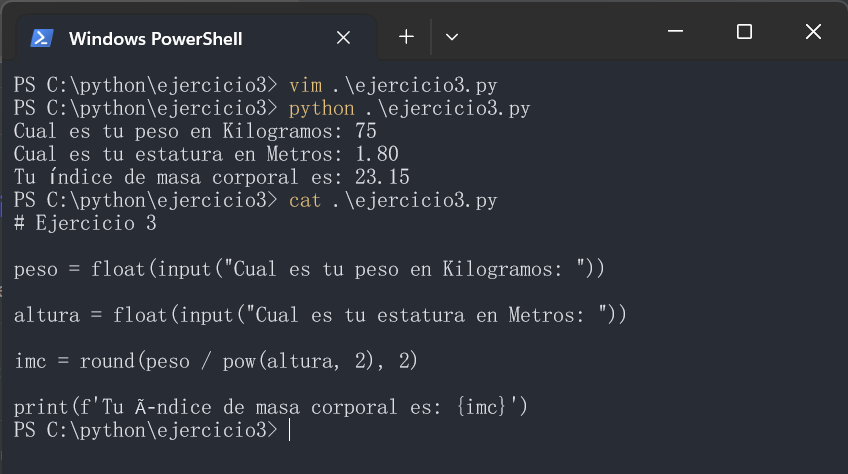 Windows PowerShell
PS C:\python\ejercicio3> vim .\ejercicio3.py
PS C:\python\ejercicio3> python .\ejercicio3.py
Cual es tu peso en Kilogramos: 75
Cual es tu estatura en Metros: 1.80
Tu índice de masa corporal es: 23.15
PS C:\python\ejercicio3> cat .\ejercicio3.py
# Ejercicio 3
peso = float(input("Cual es tu peso en Kilogramos: "))
altura = float(input("Cual es tu estatura en Metros: "))
imc = round(peso / pow(altura, 2), 2)
print(f'Tu Ã-ndice de masa corporal es: {imc}')
PS C:\python\ejercicio3>